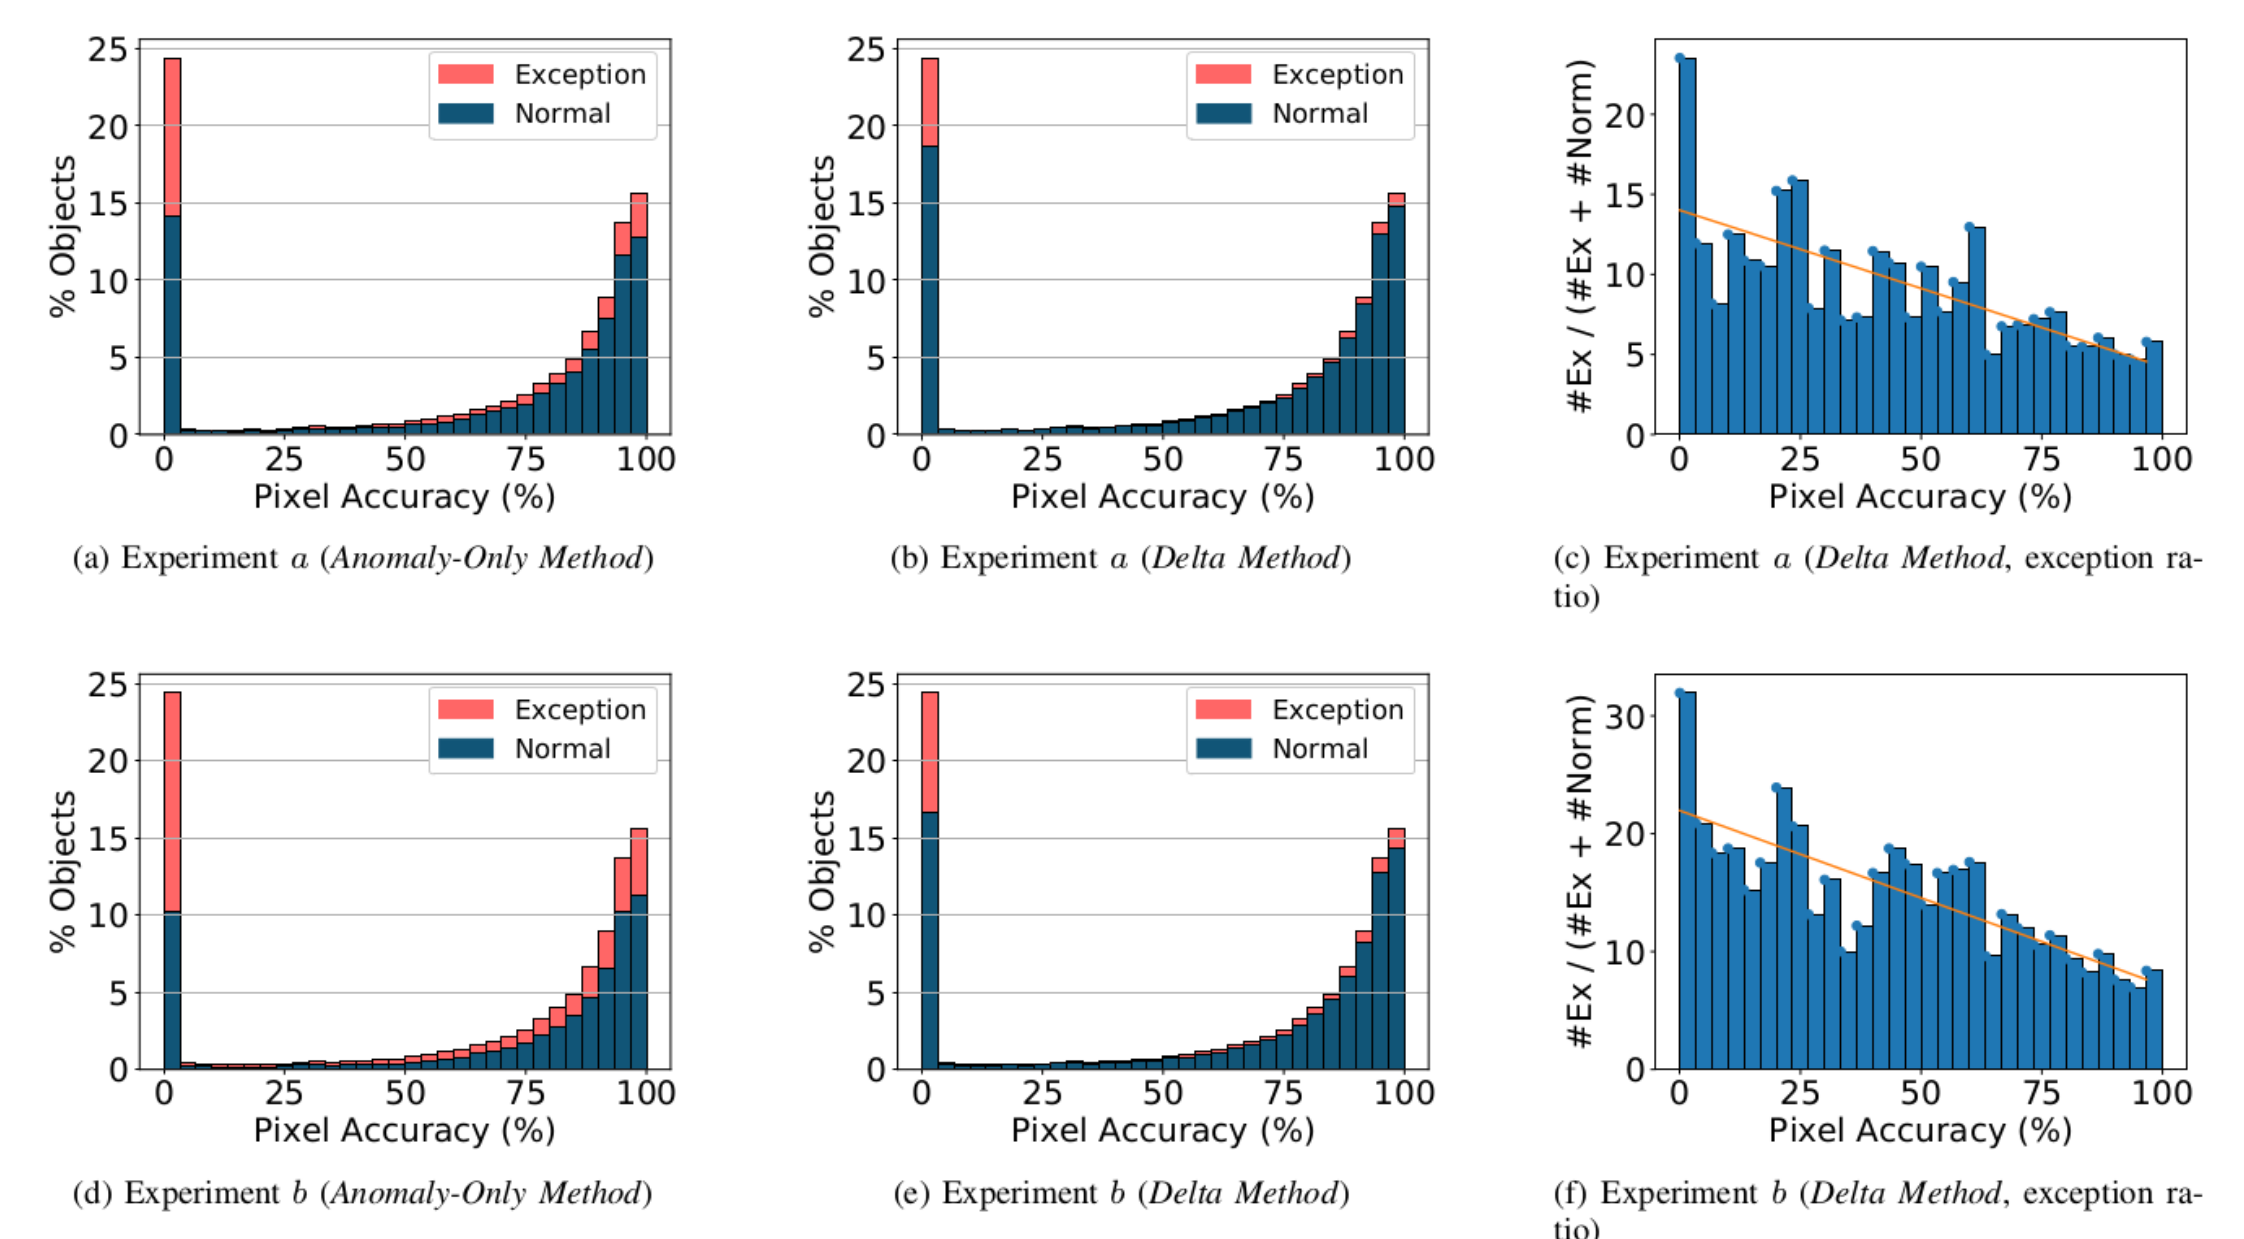 25
20
15
10
5
0
% Objects
Exception
Normal
0 25 50 75 100
Pixel Accuracy (%)
(a) Experiment a (Anomaly-Only Method)
25
20
15
10
5
0
% Objects
Exception
Normal
0 25 50 75 100
Pixel Accuracy (%)
(b) Experiment a (Delta Method)
20
15
10
5
0
#Ex / (#Ex + #Norm)
0 25 50 75 100
Pixel Accuracy (%)
(c) Experiment a (Delta Method, exception ra-
tio)
25
20
15
10
5
0
% Objects
Exception
Normal
0 25 50 75 100
Pixel Accuracy (%)
(d) Experiment b (Anomaly-Only Method)
25
20
15
10
5
0
% Objects
Exception
Normal
0 25 50 75 100
Pixel Accuracy (%)
(e) Experiment b (Delta Method)
30
20
10
0
#Ex / (#Ex + #Norm)
0 25 50 75 100
Pixel Accuracy (%)
(f) Experiment b (Delta Method, exception ra-
tio)